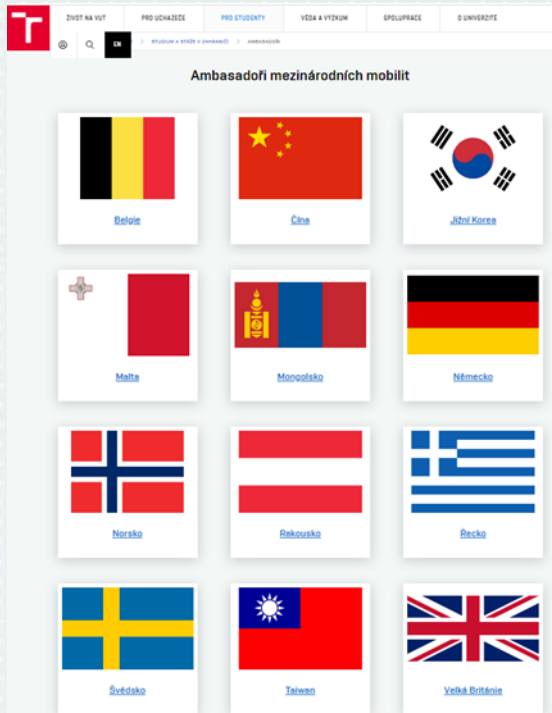 ŽIVOT NA VUT PRO UCHAZEČE PRO STUDENTY VĚDA A VÝZKUM SPOLUPRÁCE O UNIVERZITĚ
EN > STUDIUM A STÁŽE V ZAHRANIČÍ > AMBASADOŘI
Ambasadoři mezinárodních mobilit
Belgie Čína Jižní Korea
Malta Mongolsko Německo
Norsko Rakousko Řecko
Švédsko Taiwan Velká Británie